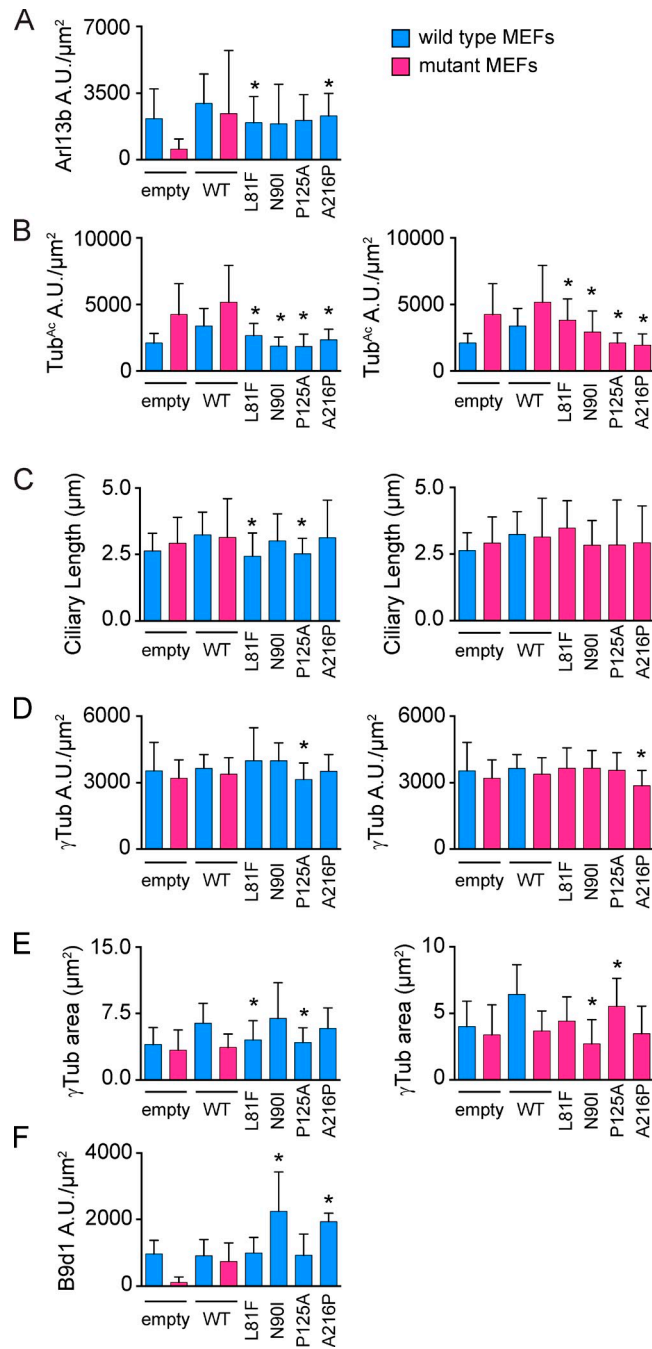 A
Arl13b A.U./µm²
7000
3500
0
wild type MEFs
mutant MEFs
* *
empty WT L81F N90I P125A A216P
B
Tub^Ac A.U./µm²
10000
5000
0
* * * *
empty WT L81F N90I P125A A216P
Tub^Ac A.U./µm²
10000
5000
0
* * * *
empty WT L81F N90I P125A A216P
C
Ciliary Length (µm)
5.0
2.5
0.0
* *
empty WT L81F N90I P125A A216P
Ciliary Length (µm)
5.0
2.5
0.0
empty WT L81F N90I P125A A216P
D
γTub A.U./µm²
6000
3000
0
*
empty WT L81F N90I P125A A216P
γTub A.U./µm²
6000
3000
0
*
empty WT L81F N90I P125A A216P
E
γTub area (µm²)
15.0
7.5
0.0
* *
empty WT L81F N90I P125A A216P
γTub area (µm²)
10
5
0
* *
empty WT L81F N90I P125A A216P
F
B9d1 A.U./µm²
4000
2000
0
* *
empty WT L81F N90I P125A A216P